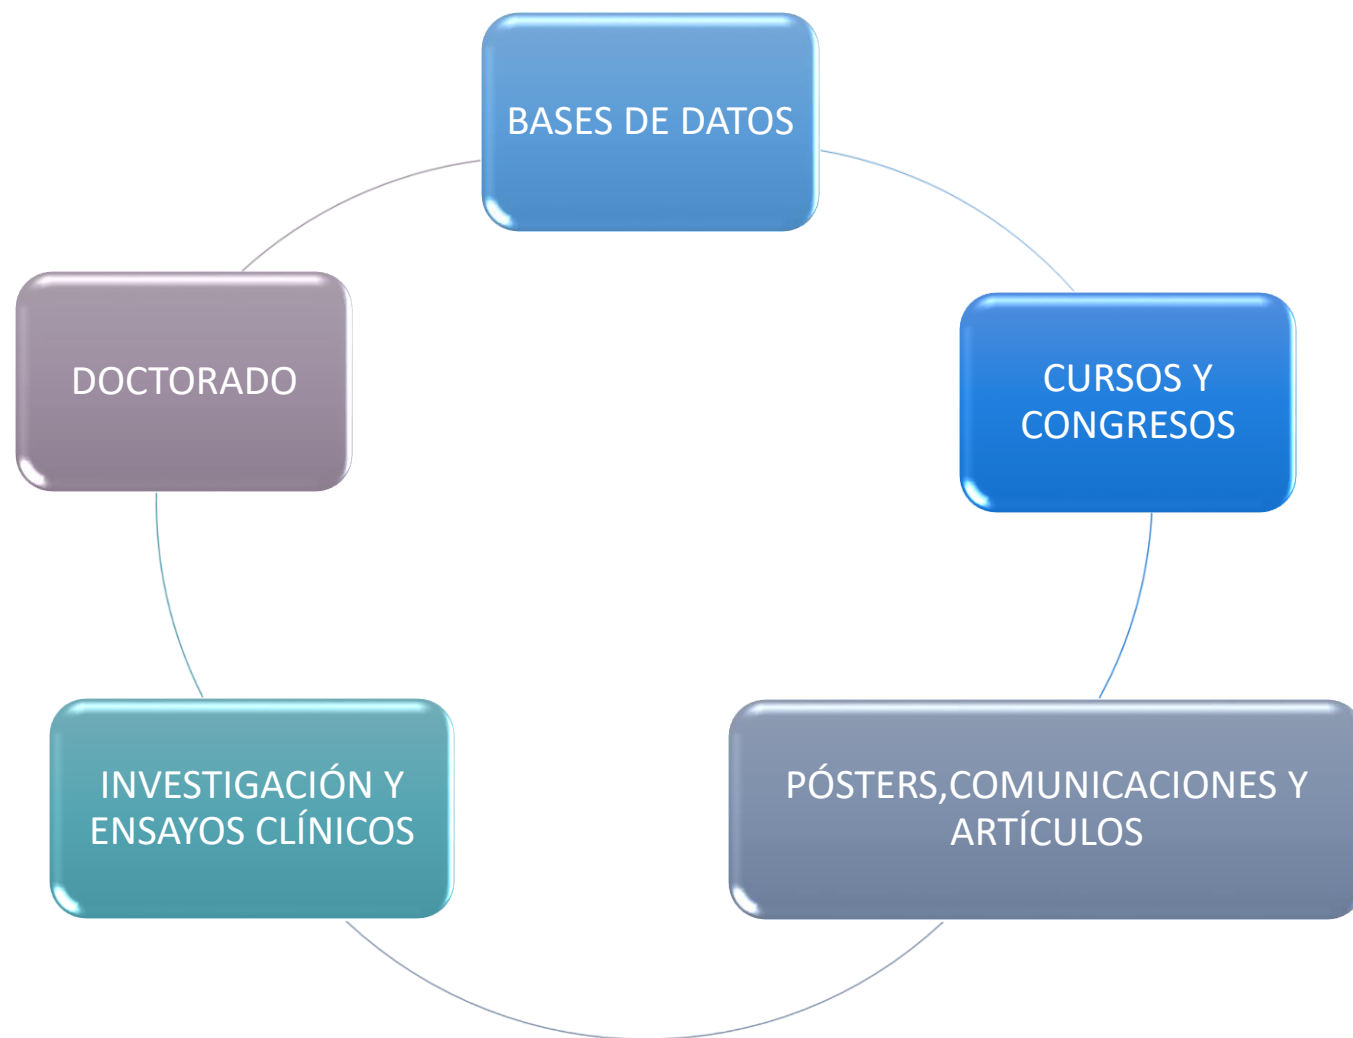 BASES DE DATOS
CURSOS Y
CONGRESOS
PÓSTERS,COMUNICACIONES Y
ARTÍCULOS
INVESTIGACIÓN Y
ENSAYOS CLÍNICOS
DOCTORADO